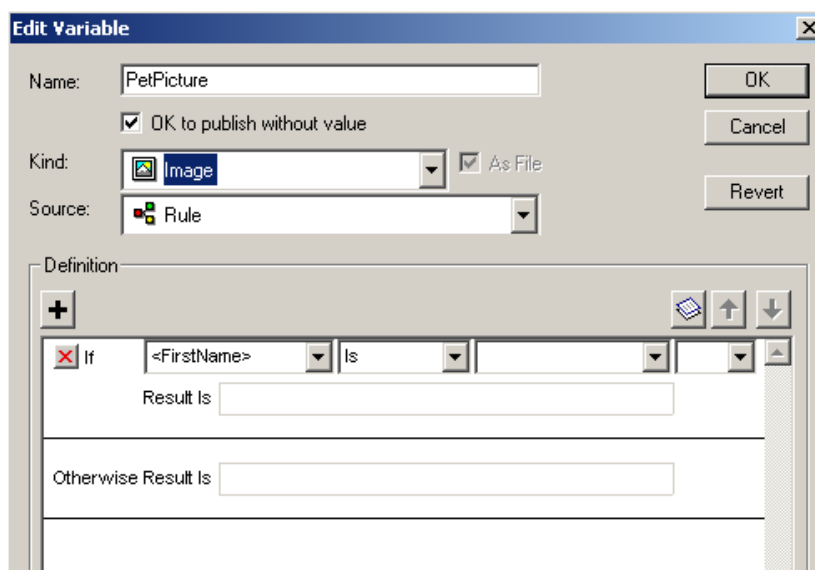 Edit Variable
Name: PetPicture OK
OK to publish without value Cancel
Kind: Image As File
Revert
Source: Rule
Definition
If <FirstName> Is
Result Is
Otherwise Result Is